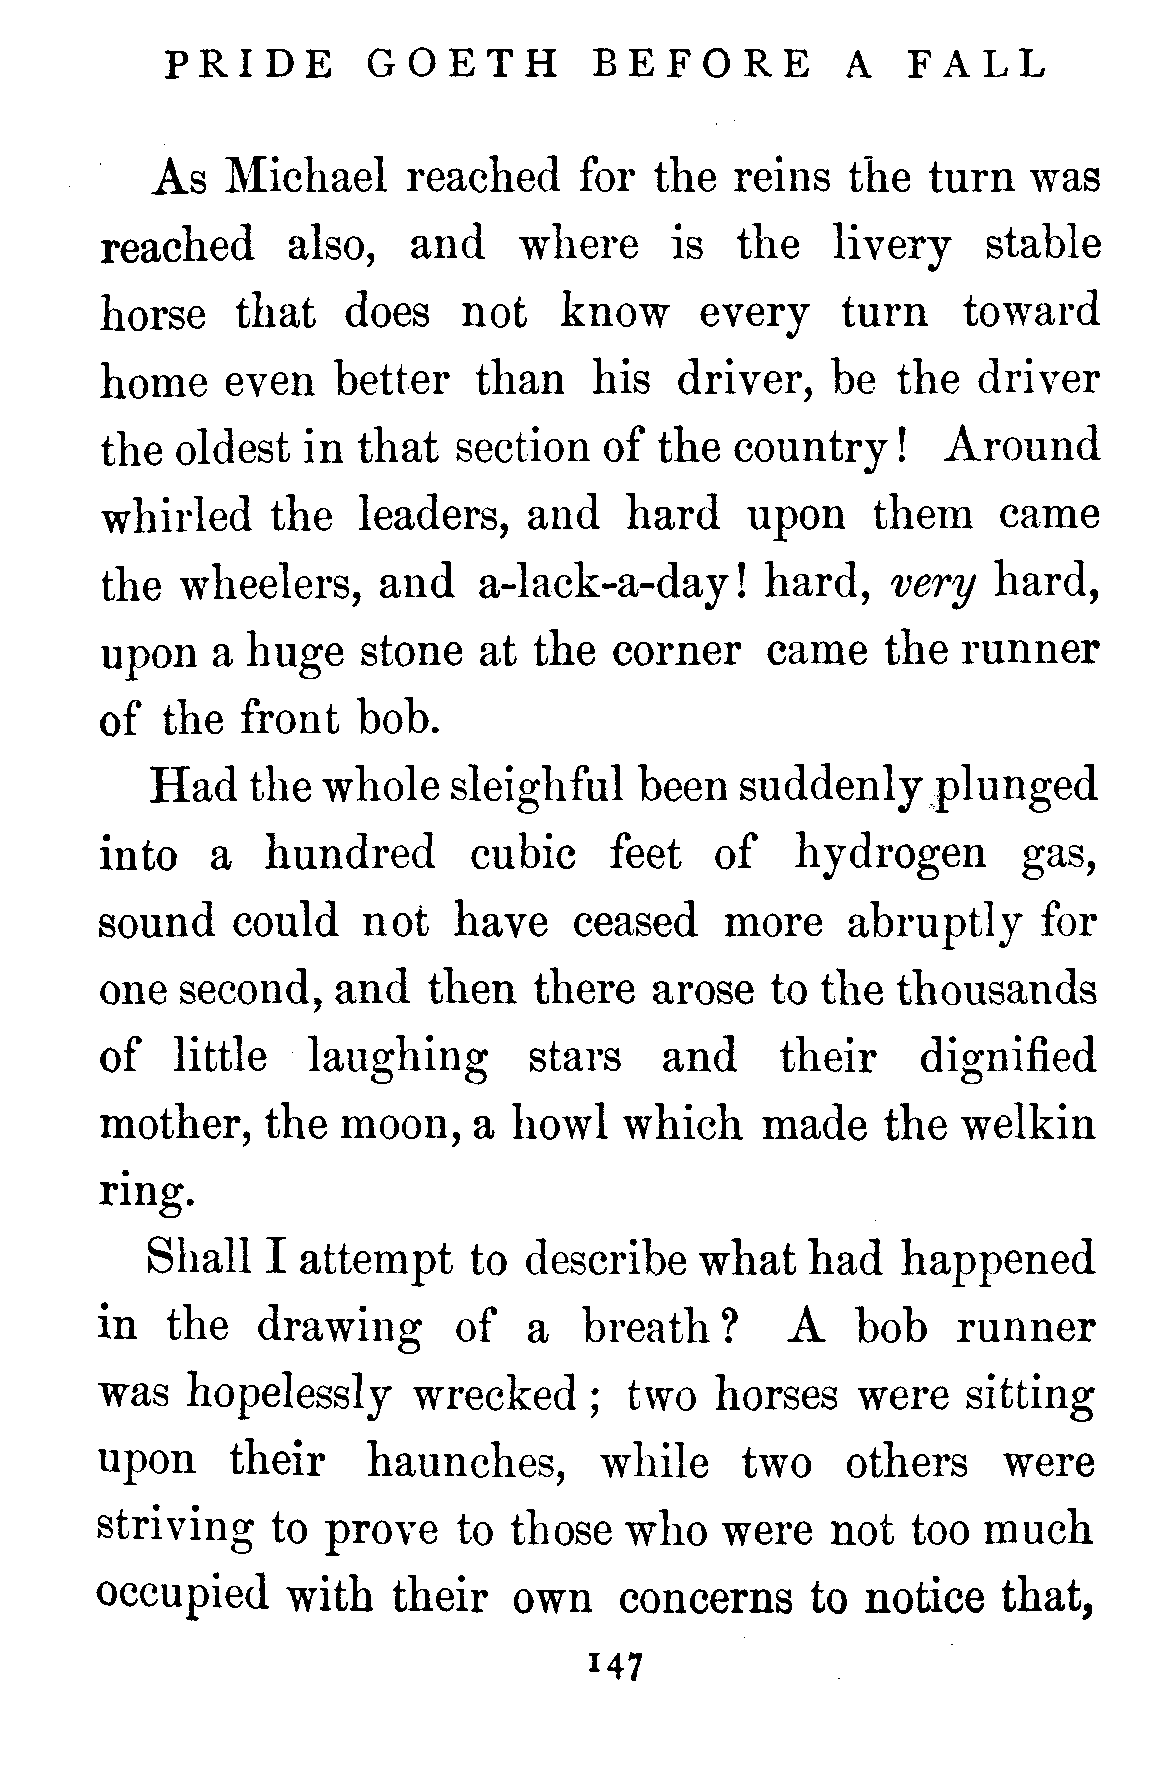 PRIDE GOETH BEFORE A FALL
As Michael reached for the reins the turn was
reached also, and where is the livery stable
horse that does not know every turn toward
home even better than his driver, be the driver
the oldest in that section of the country! Around
whirled the leaders, and hard upon them came
the wheelers, and a-lack-a-day! hard, very hard,
upon a huge stone at the corner came the runner
of the front bob.
Had the whole sleighful been suddenly plunged
into a hundred cubic feet of hydrogen gas,
sound could not have ceased more abruptly for
one second, and then there arose to the thousands
of little laughing stars and their dignified
mother, the moon, a howl which made the welkin
ring.
Shall I attempt to describe what had happened
in the drawing of a breath? A bob runner
was hopelessly wrecked; two horses were sitting
upon their haunches, while two others were
striving to prove to those who were not too much
occupied with their own concerns to notice that,
147